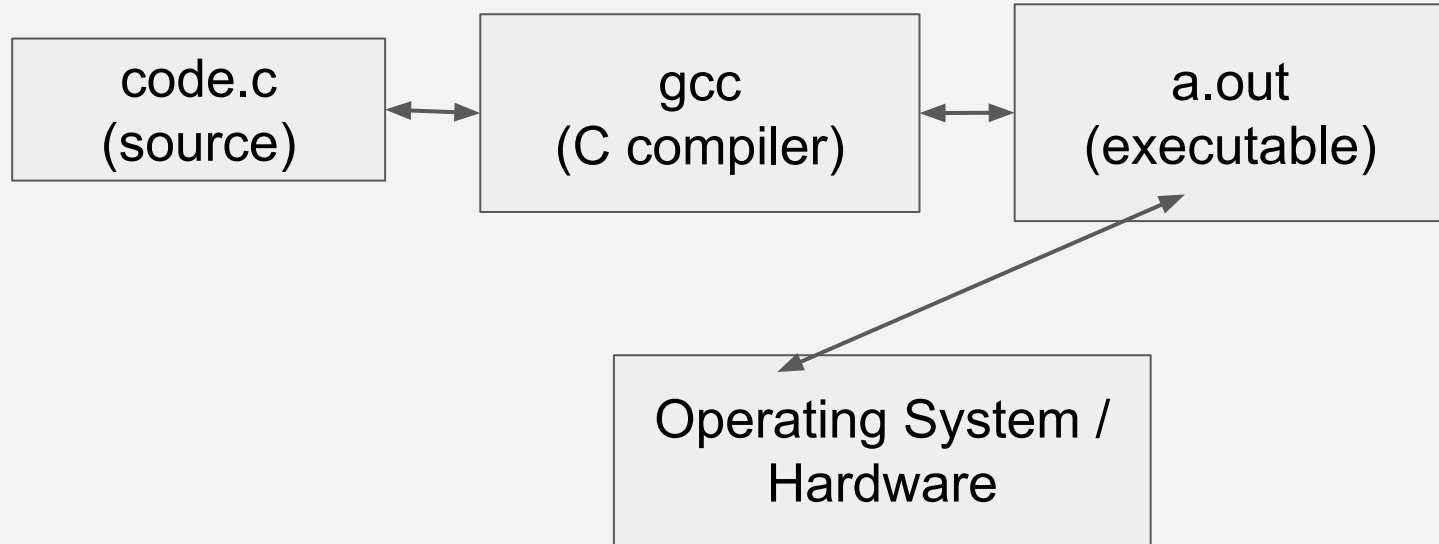 code.c
(source)
gcc
(C compiler)
a.out
(executable)
Operating System /
Hardware